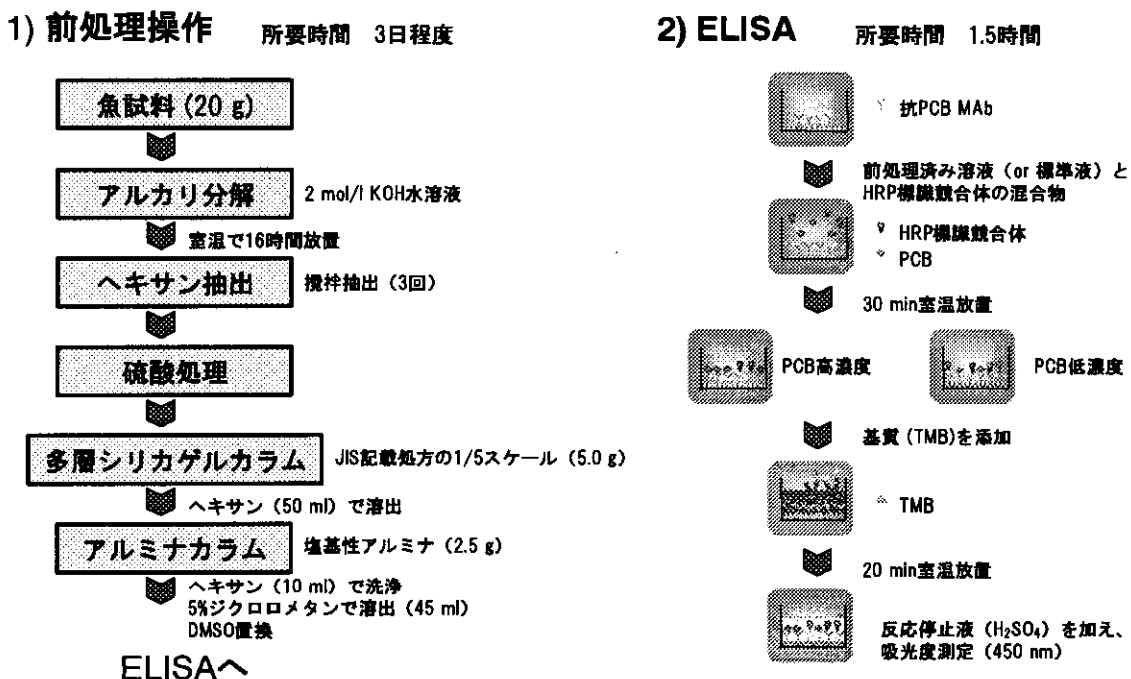 1) 前処理操作 所要時間 3日程度
魚試料 (20 g)
アルカリ分解 2 mol/l KOH水溶液
室温で16時間放置
ヘキサン抽出 攪拌抽出（3回）
硫酸処理
多層シリカゲルカラム JIS記載処方の1/5スケール（5.0 g）
ヘキサン（50 ml）で溶出
アルミナカラム 塩基性アルミナ（2.5 g）
ヘキサン（10 ml）で洗浄
5%ジクロロメタンで溶出（45 ml）
DMSO置換
ELISAへ
2) ELISA 所要時間 1.5時間
抗PCB MAb
前処理済み溶液（or 標準液）と
HRP標識競合体の混合物
HRP標識競合体
PCB
30 min室温放置
PCB高濃度
PCB低濃度
基質 (TMB)を添加
TMB
20 min室温放置
反応停止液（H₂SO₄）を加え、
吸光度測定（450 nm）